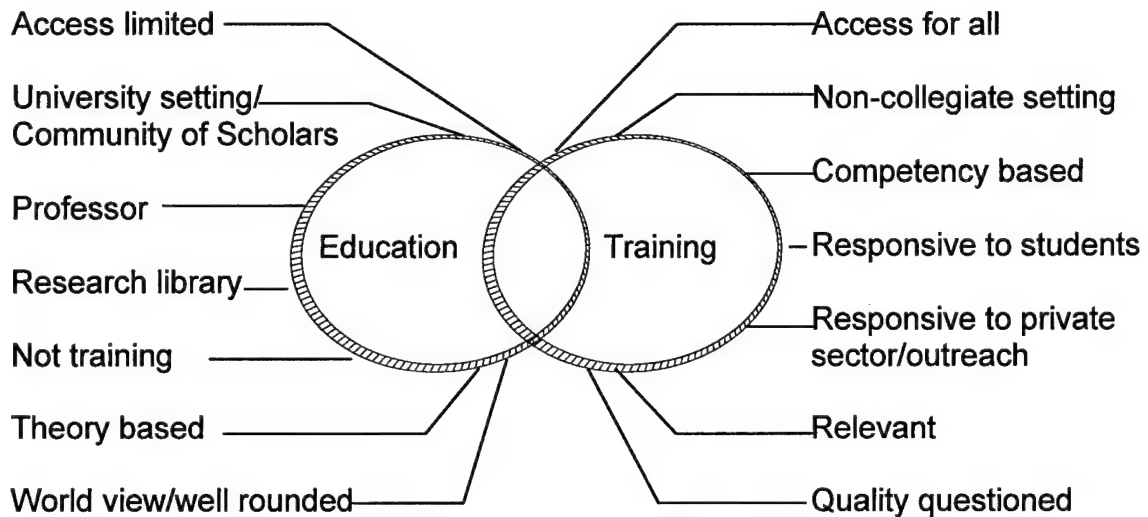 Access limited
University setting/
Community of Scholars
Professor
Research library
Not training
Theory based
World view/well rounded
Education
Training
Access for all
Non-collegiate setting
Competency based
Responsive to students
Responsive to private
sector/outreach
Relevant
Quality questioned